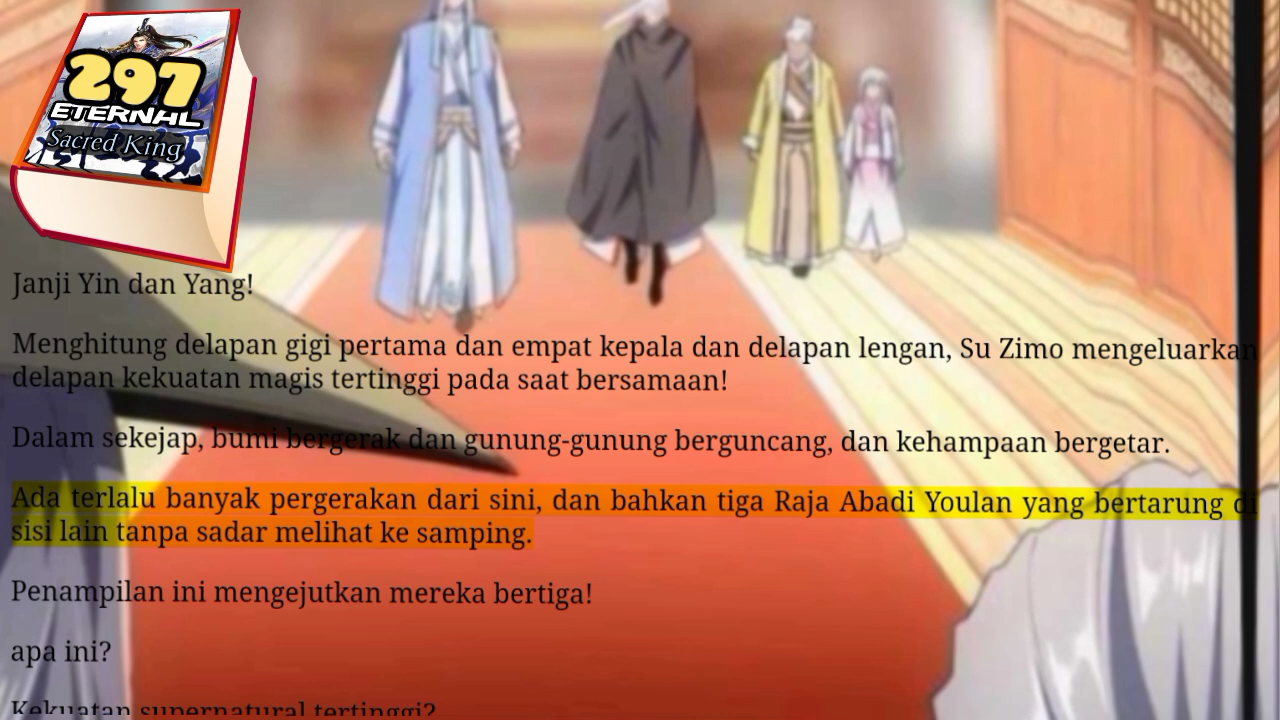 297
ETERNAL
Sacred King
Janji Yin dan Yang!
Menghitung delapan gigi pertama dan empat kepala dan delapan lengan, Su Zimo mengeluarkan
delapan kekuatan magis tertinggi pada saat bersamaan!
Dalam sekejap, bumi bergerak dan gunung-gunung berguncang, dan kehampaan bergetar.
Ada terlalu banyak pergerakan dari sini, dan bahkan tiga Raja Abadi Youlan yang bertarung di
sisi lain tanpa sadar melihat ke samping.
Penampilan ini mengejutkan mereka bertiga!
apa ini?
Kekuatan supernatural tertinggi?